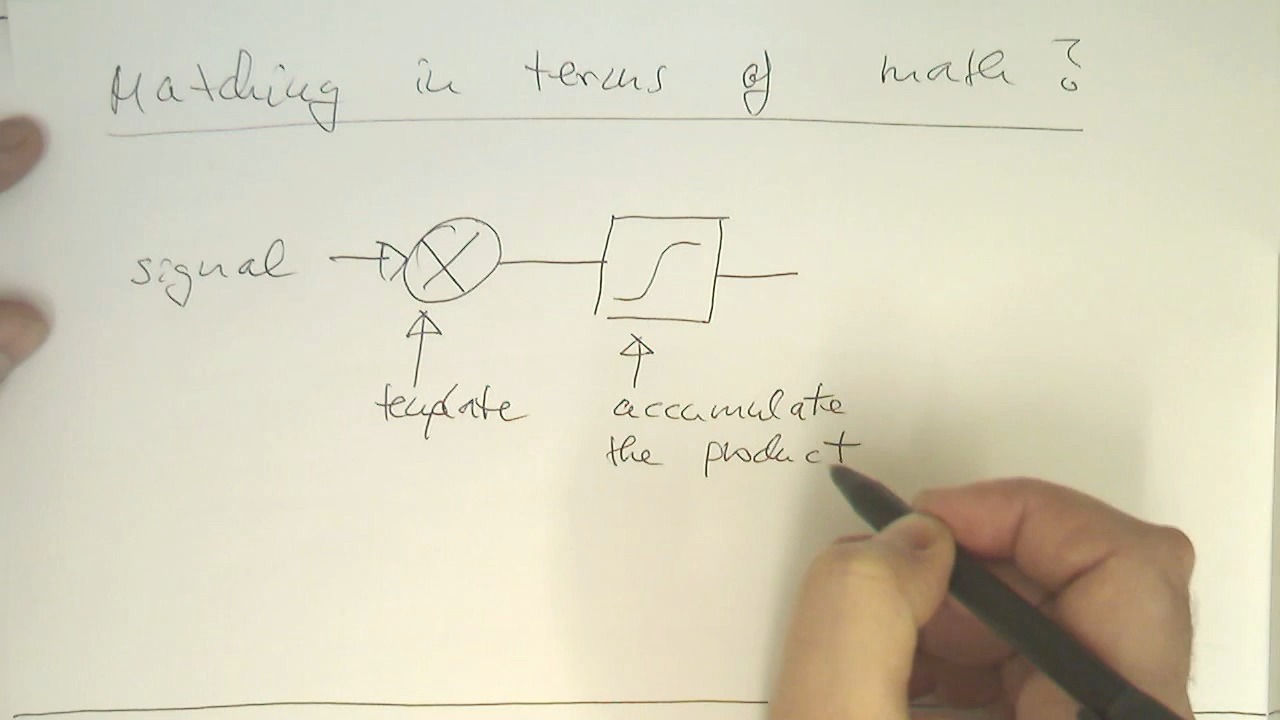 Matching in terms of math?
signal
template
accumulate
the product